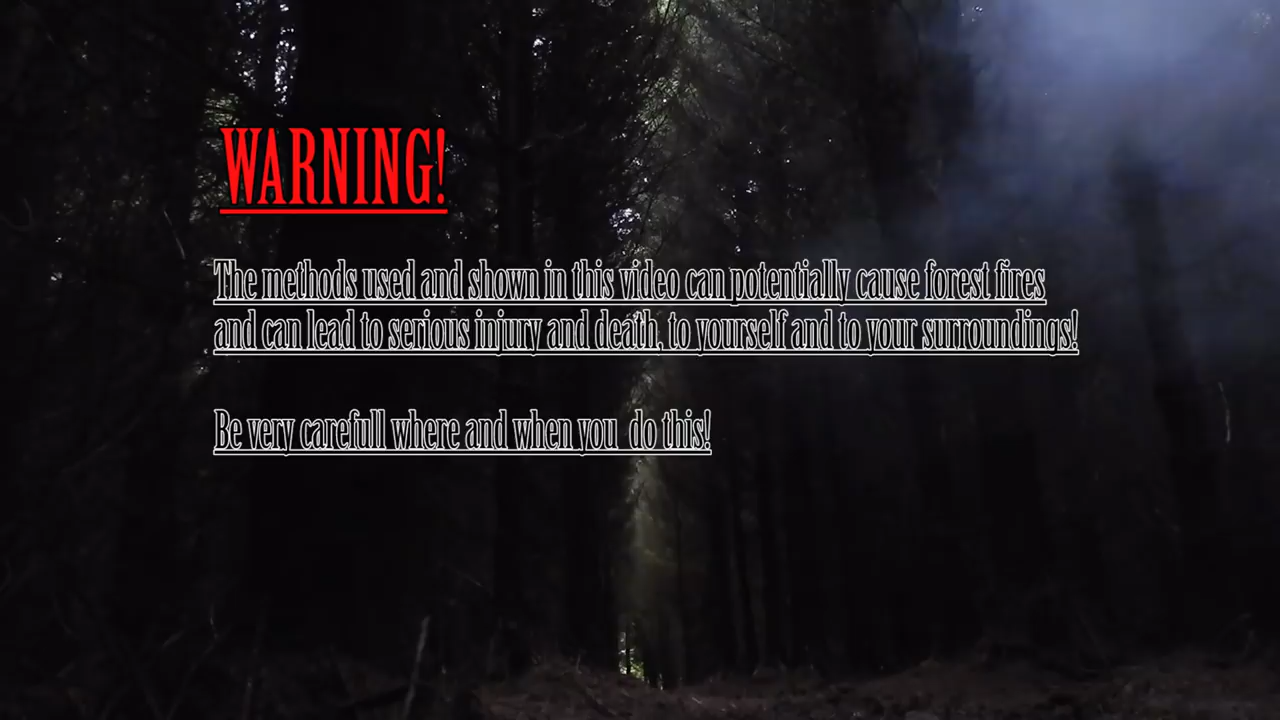 WARNING!
The methods used and shown in this video can potentially cause forest fires
and can lead to serious injury and death, to yourself and to your surroundings!
Be very carefull where and when you do this!